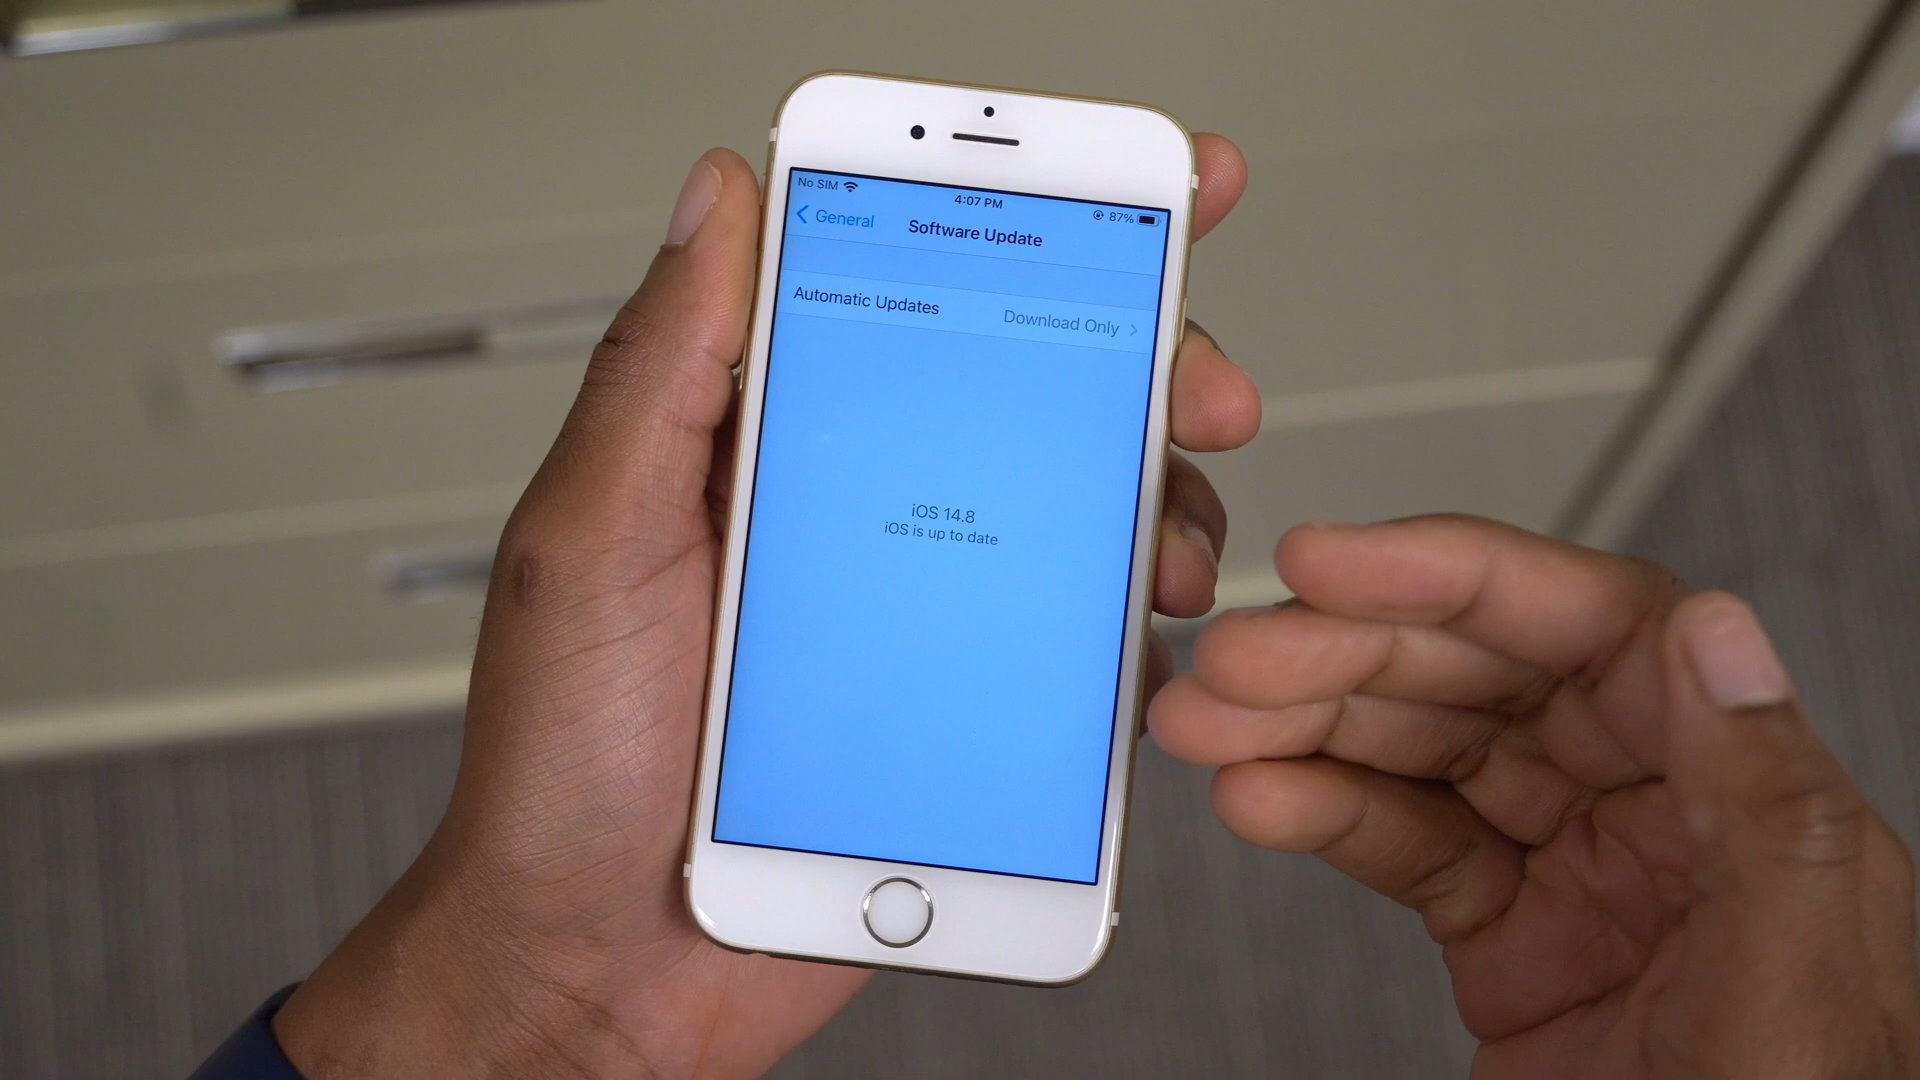 No SIM
4:07 PM
87%
General
Software Update
Automatic Updates
Download Only
iOS 14.8
iOS is up to date